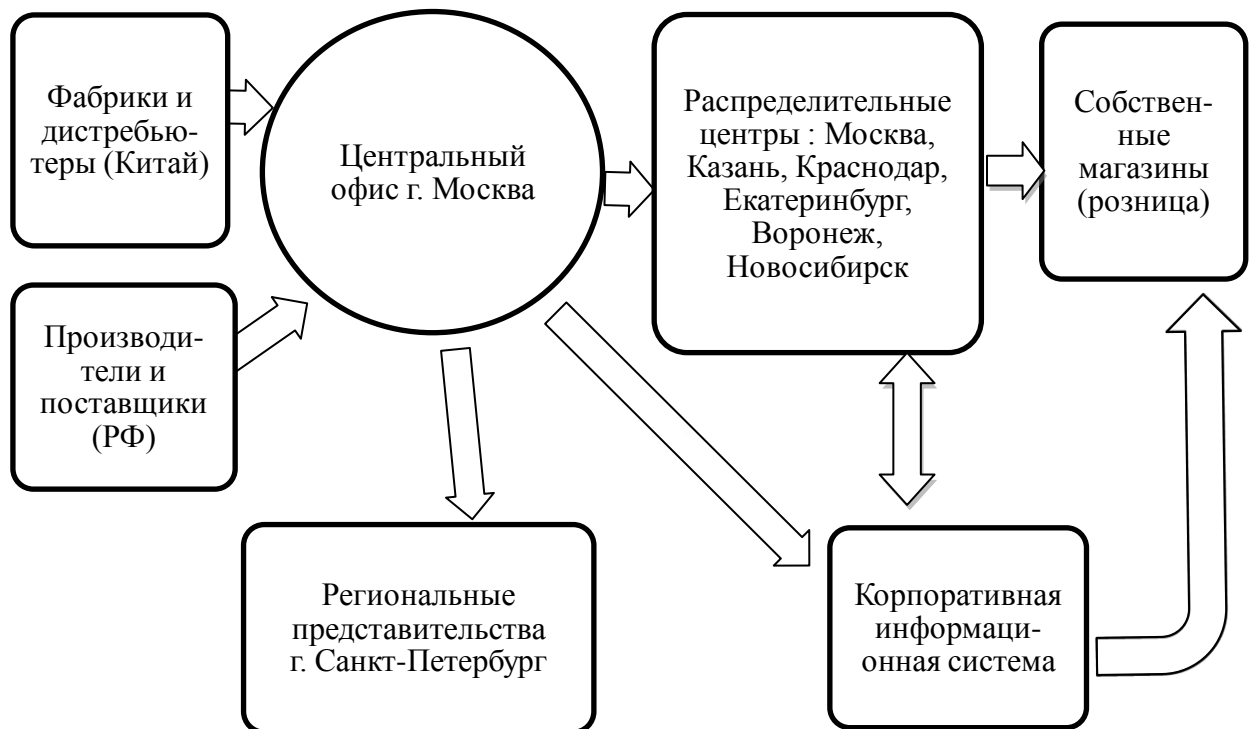 Фабрики и
дистребью-
теры (Китай)
Центральный
офис г. Москва
Распределительные
центры : Москва,
Казань, Краснодар,
Екатеринбург,
Воронеж,
Новосибирск
Собствен-
ные
магазины
(розница)
Производи-
тели и
поставщики
(РФ)
Региональные
представительства
г. Санкт-Петербург
Корпоративная
информаци-
онная система